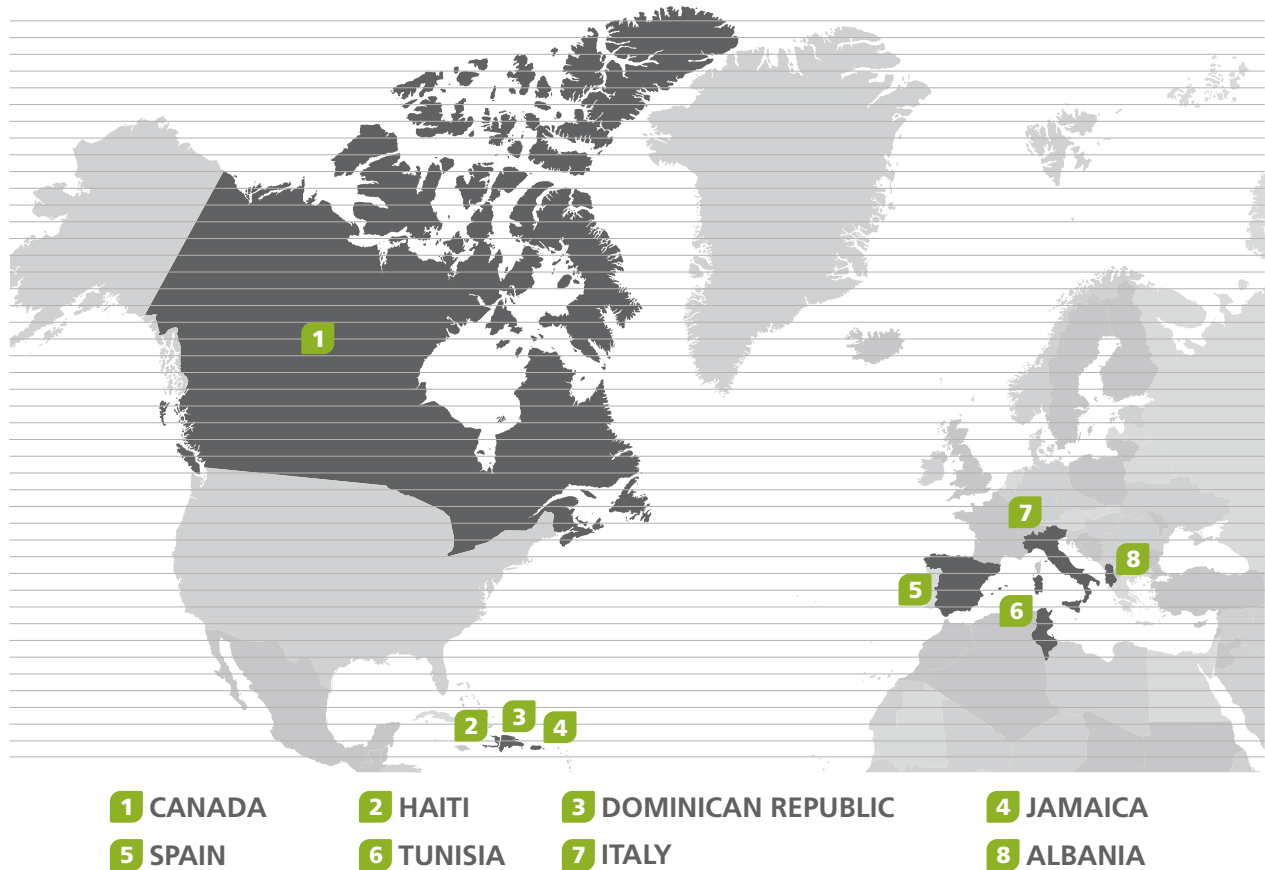 1
7
8
5
6
3
2
4
1 CANADA
2 HAITI
3 DOMINICAN REPUBLIC
4 JAMAICA
5 SPAIN
6 TUNISIA
7 ITALY
8 ALBANIA